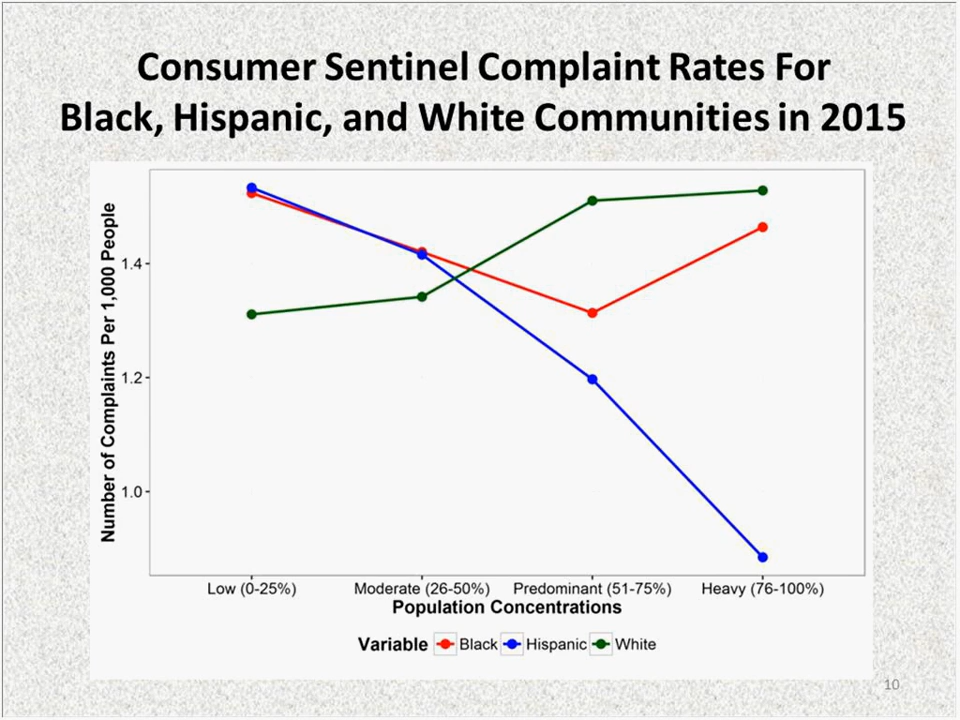 Consumer Sentinel Complaint Rates For
Black, Hispanic, and White Communities in 2015
Number of Complaints Per 1,000 People
1.4
1.2
1.0
Low (0-25%) Moderate (26-50%) Predominant (51-75%) Heavy (76-100%)
Population Concentrations
Variable Black Hispanic White
10